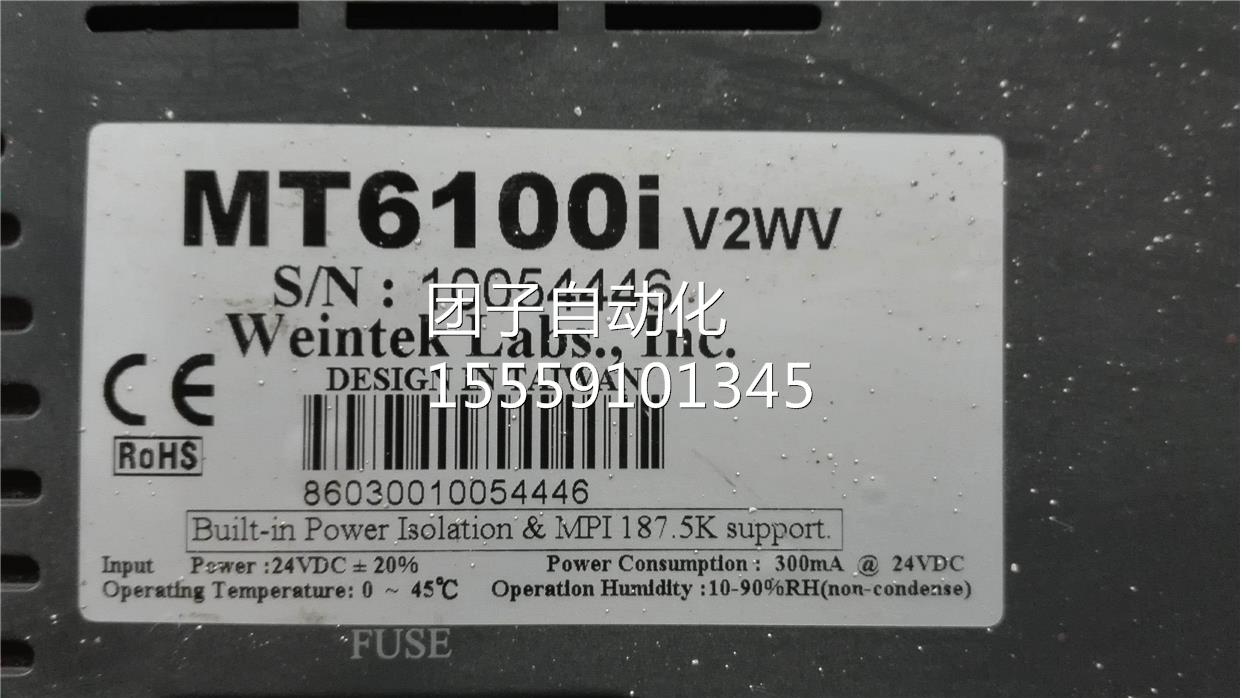 MT6100i V2WV
S/N : 10054446
团子自动化
Weintek Labs., Inc.
DESIGN IN TAIWAN
15559101345
CE
RoHS
86030010054446
Built-in Power Isolation & MPI 187.5K support.
Input Power :24VDC ± 20% Power Consumption : 300mA @ 24VDC
Operating Temperature: 0 ~ 45℃ Operation Humidity :10-90%RH(non-condense)
FUSE